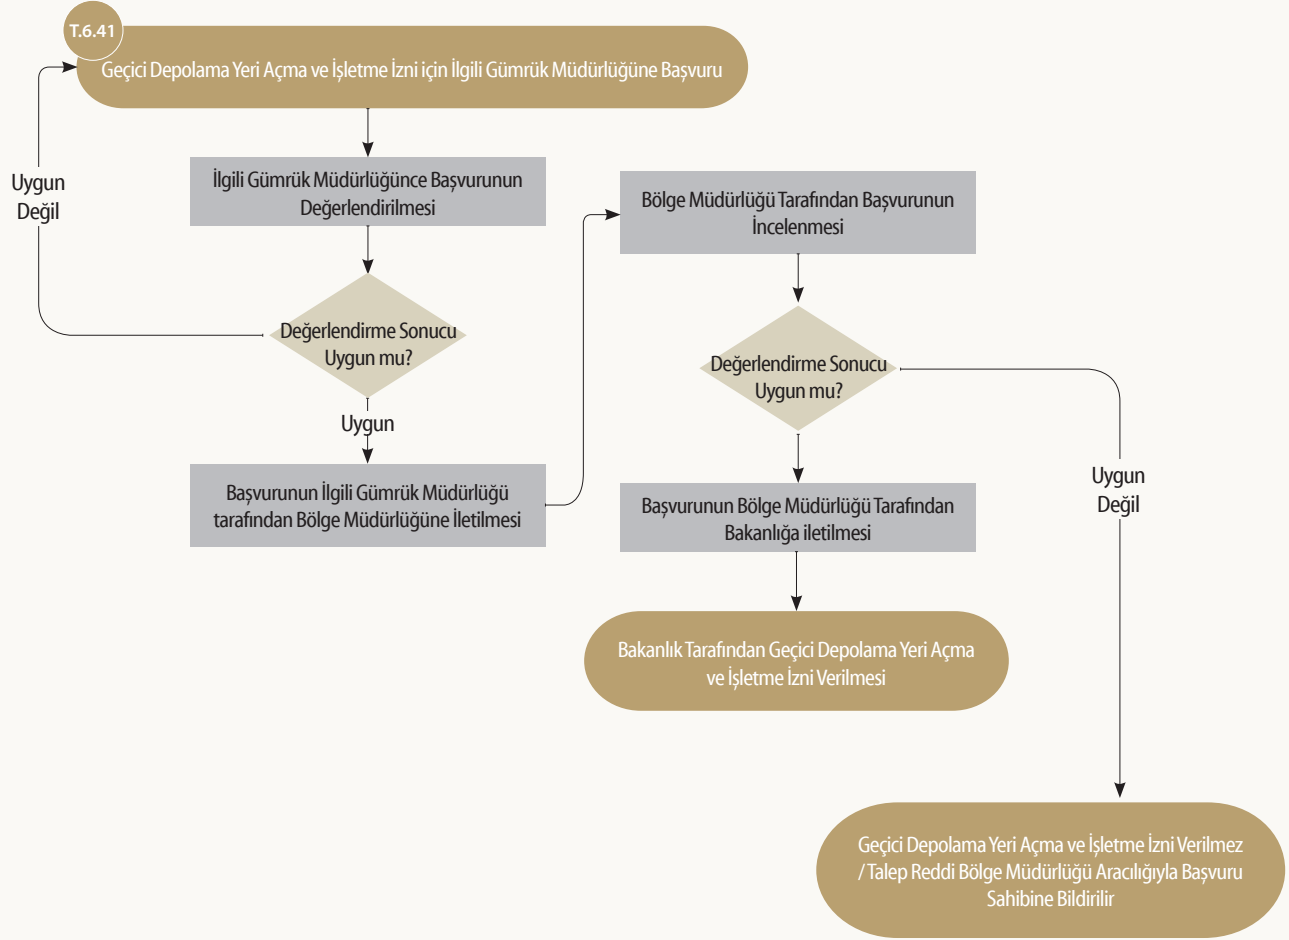 T.6.41
Geçici Depolama Yeri Açma ve İşletme İzni için İlgili Gümrük Müdürlüğüne Başvuru
Uygun
Değil
İlgili Gümrük Müdürlüğünce Başvurunun
Değerlendirilmesi
Değerlendirme Sonucu
Uygun mu?
Uygun
Başvurunun İlgili Gümrük Müdürlüğü
tarafından Bölge Müdürlüğüne İletilmesi
Bölge Müdürlüğü Tarafından Başvurunun
İncelenmesi
Değerlendirme Sonucu
Uygun mu?
Başvurunun Bölge Müdürlüğü Tarafından
Bakanlığa iletilmesi
Bakanlık Tarafından Geçici Depolama Yeri Açma
ve İşletme İzni Verilmesi
Uygun
Değil
Geçici Depolama Yeri Açma ve İşletme İzni Verilmez
/ Talep Reddi Bölge Müdürlüğü Aracılığıyla Başvuru
Sahibine Bildirilir